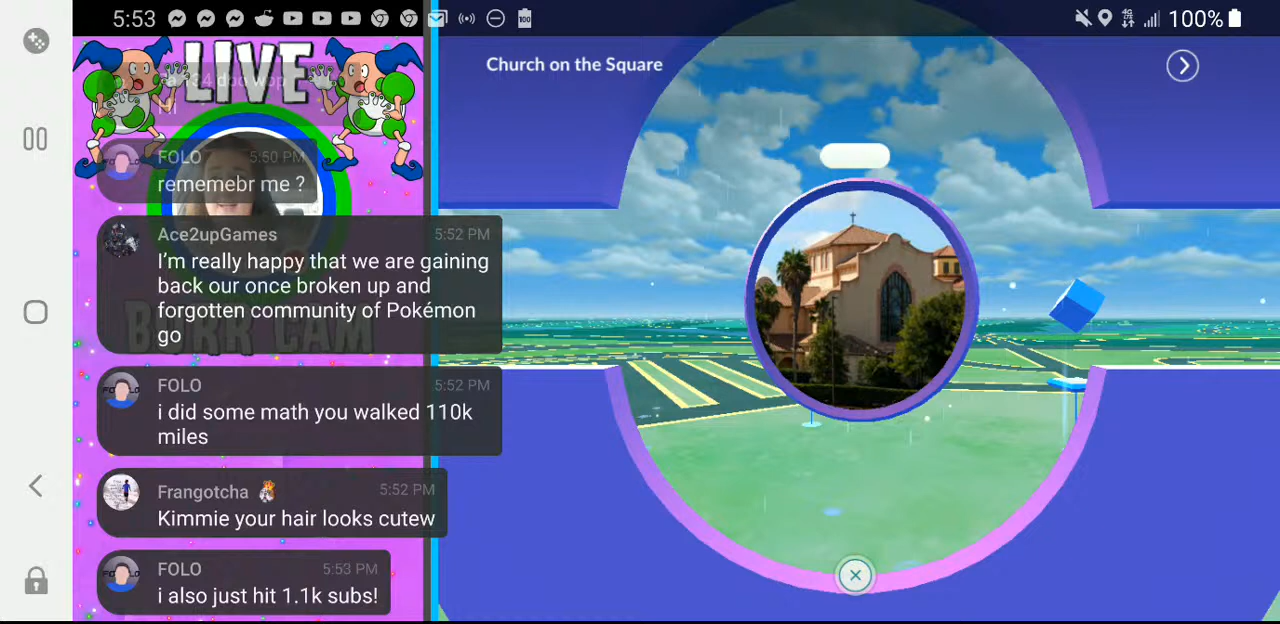 5:53
100
4G
100%
LIVE
Hi
FOLO 5:50 PM
rememebr me ?
Ace2upGames 5:52 PM
I'm really happy that we are gaining
back our once broken up and
forgotten community of Pokémon
go
FOLO 5:52 PM
i did some math you walked 110k
miles
Frangotcha 5:52 PM
Kimmie your hair looks cutew
FOLO 5:53 PM
i also just hit 1.1k subs!
Church on the Square